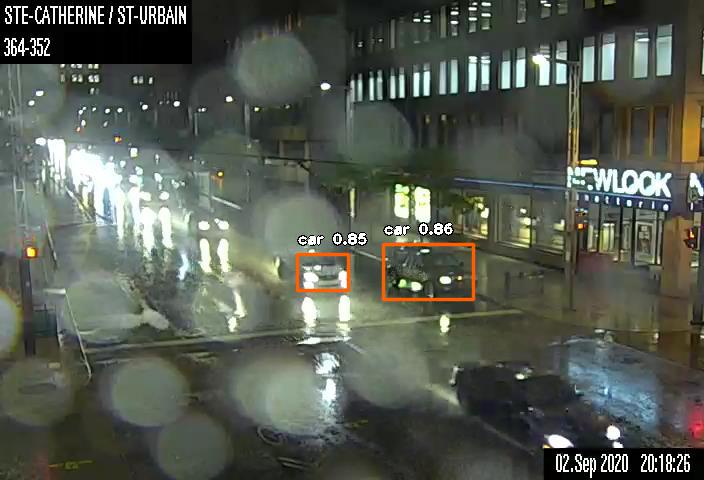 STE-CATHERINE / ST-URBAIN
364-352
car 0.85
car 0.86
NEWLOOK
02.Sep 2020 20:18:26